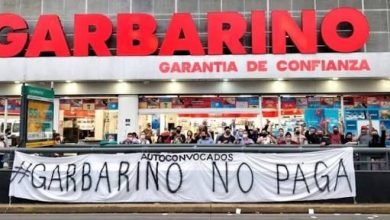 GARBARINO
GARANTIA DE CONFIANZA
AUTOCONVOCADOS
#GARBARINO NO PAGA